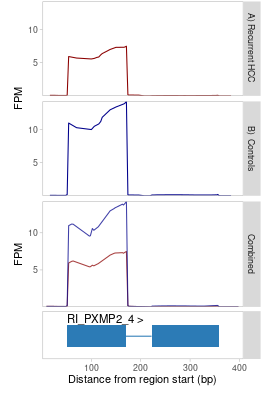 10
5
A) Recurrent HCC
FPM
10
5
B) Controls
10
5
Combined
FPM
RI_PXMP2_4 >
100
200
300
400
Distance from region start (bp)